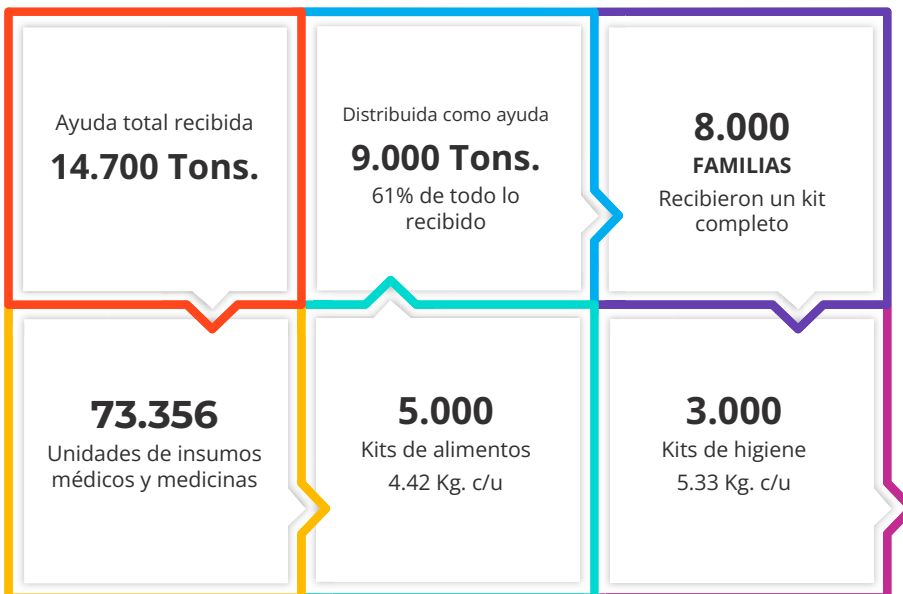 Ayuda total recibida
14.700 Tons.
Distribuida como ayuda
9.000 Tons.
61% de todo lo
recibido
8.000
FAMILIAS
Recibieron un kit
completo
73.356
Unidades de insumos
médicos y medicinas
5.000
Kits de alimentos
4.42 Kg. c/u
3.000
Kits de higiene
5.33 Kg. c/u